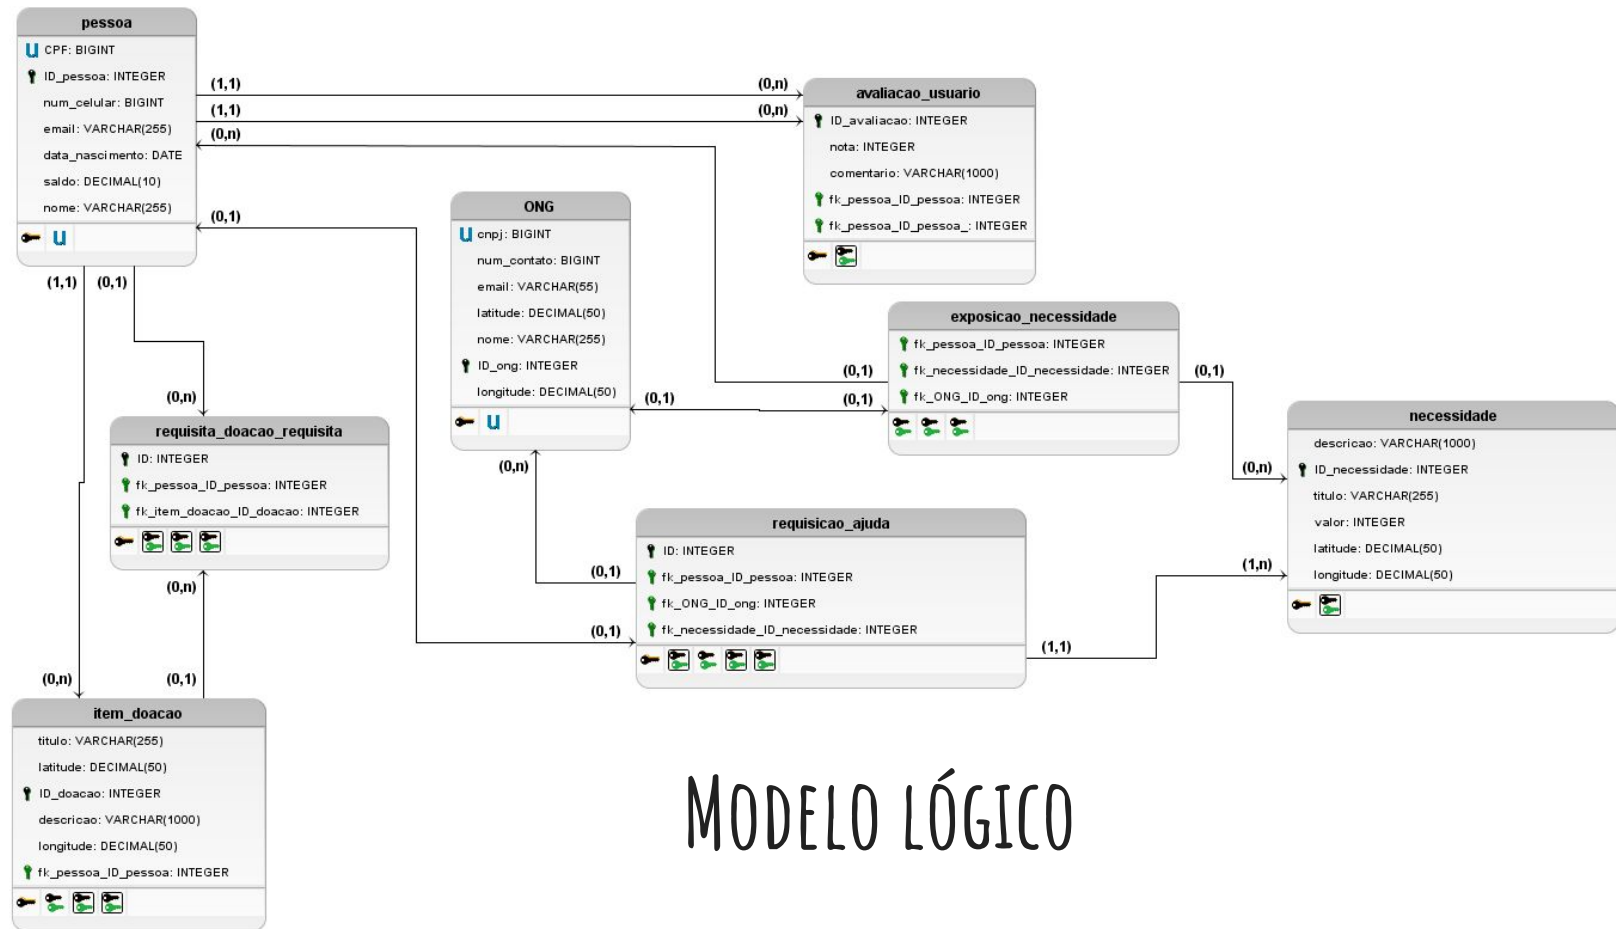 pessoa
CPF: BIGINT
ID_pessoa: INTEGER
num_celular: BIGINT
email: VARCHAR(255)
data_nascimento: DATE
saldo: DECIMAL(10)
nome: VARCHAR(255)
(1,1)
(0,n)
(1,1)
(0,n)
(0,n)
(0,1)
(1,1)
(0,1)
avaliacao_usuario
ID_avaliacao: INTEGER
nota: INTEGER
comentario: VARCHAR(1000)
fk_pessoa_ID_pessoa: INTEGER
fk_pessoa_ID_pessoa_: INTEGER
ONG
cnpj: BIGINT
num_contato: BIGINT
email: VARCHAR(55)
latitude: DECIMAL(50)
nome: VARCHAR(255)
ID_ong: INTEGER
longitude: DECIMAL(50)
(0,1)
(0,n)
exposicao_necessidade
fk_pessoa_ID_pessoa: INTEGER
fk_necessidade_ID_necessidade: INTEGER
fk_ONG_ID_ong: INTEGER
(0,1)
(0,1)
(0,1)
(0,n)
necessidade
descricao: VARCHAR(1000)
ID_necessidade: INTEGER
titulo: VARCHAR(255)
valor: INTEGER
latitude: DECIMAL(50)
longitude: DECIMAL(50)
(1,n)
(0,n)
requisita_doacao_requisita
ID: INTEGER
fk_pessoa_ID_pessoa: INTEGER
fk_item_doacao_ID_doacao: INTEGER
(0,n)
requisicao_ajuda
ID: INTEGER
fk_pessoa_ID_pessoa: INTEGER
fk_ONG_ID_ong: INTEGER
fk_necessidade_ID_necessidade: INTEGER
(0,1)
(0,1)
(1,1)
(0,n)
(0,1)
item_doacao
titulo: VARCHAR(255)
latitude: DECIMAL(50)
ID_doacao: INTEGER
descricao: VARCHAR(1000)
longitude: DECIMAL(50)
fk_pessoa_ID_pessoa: INTEGER
MODELO LÓGICO